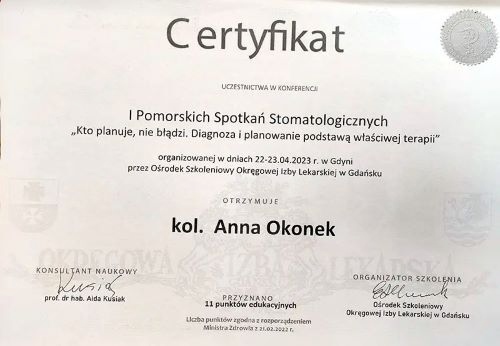 Certyfikat
UCZESTNICTWA W KONFERENCJI
I Pomorskich Spotkań Stomatologicznych
„Kto planuje, nie błądzi. Diagnoza i planowanie podstawą właściwej terapii”
organizowanej w dniach 22-23.04.2023 r. w Gdyni
przez Ośrodek Szkoleniowy Okręgowej Izby Lekarskiej w Gdańsku
OTRZYMUJE
kol. Anna Okonek
OKRĘGOWA IZBA LEKARSKA
KONSULTANT NAUKOWY
prof. dr hab. Aida Kusiak
PRZYZNANO
11 punktów edukacyjnych
Liczba punktów zgodna z rozporządzeniem
Ministra Zdrowia z 21.02.2022 r.
ORGANIZATOR SZKOLENIA
Ośrodek Szkoleniowy
Okręgowej Izby Lekarskiej w Gdańsku